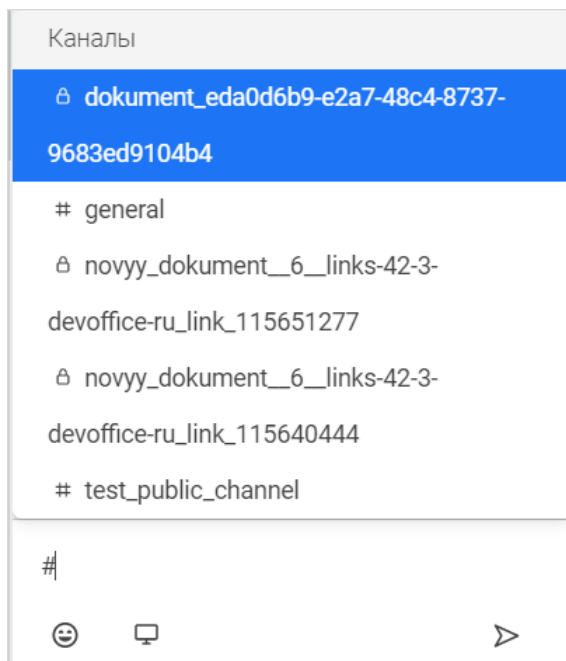 Каналы
dokument_eda0d6b9-e2a7-48c4-8737-
9683ed9104b4
# general
novyy_dokument__6__links-42-3-
devoffice-ru_link_115651277
novyy_dokument__6__links-42-3-
devoffice-ru_link_115640444
# test_public_channel
#